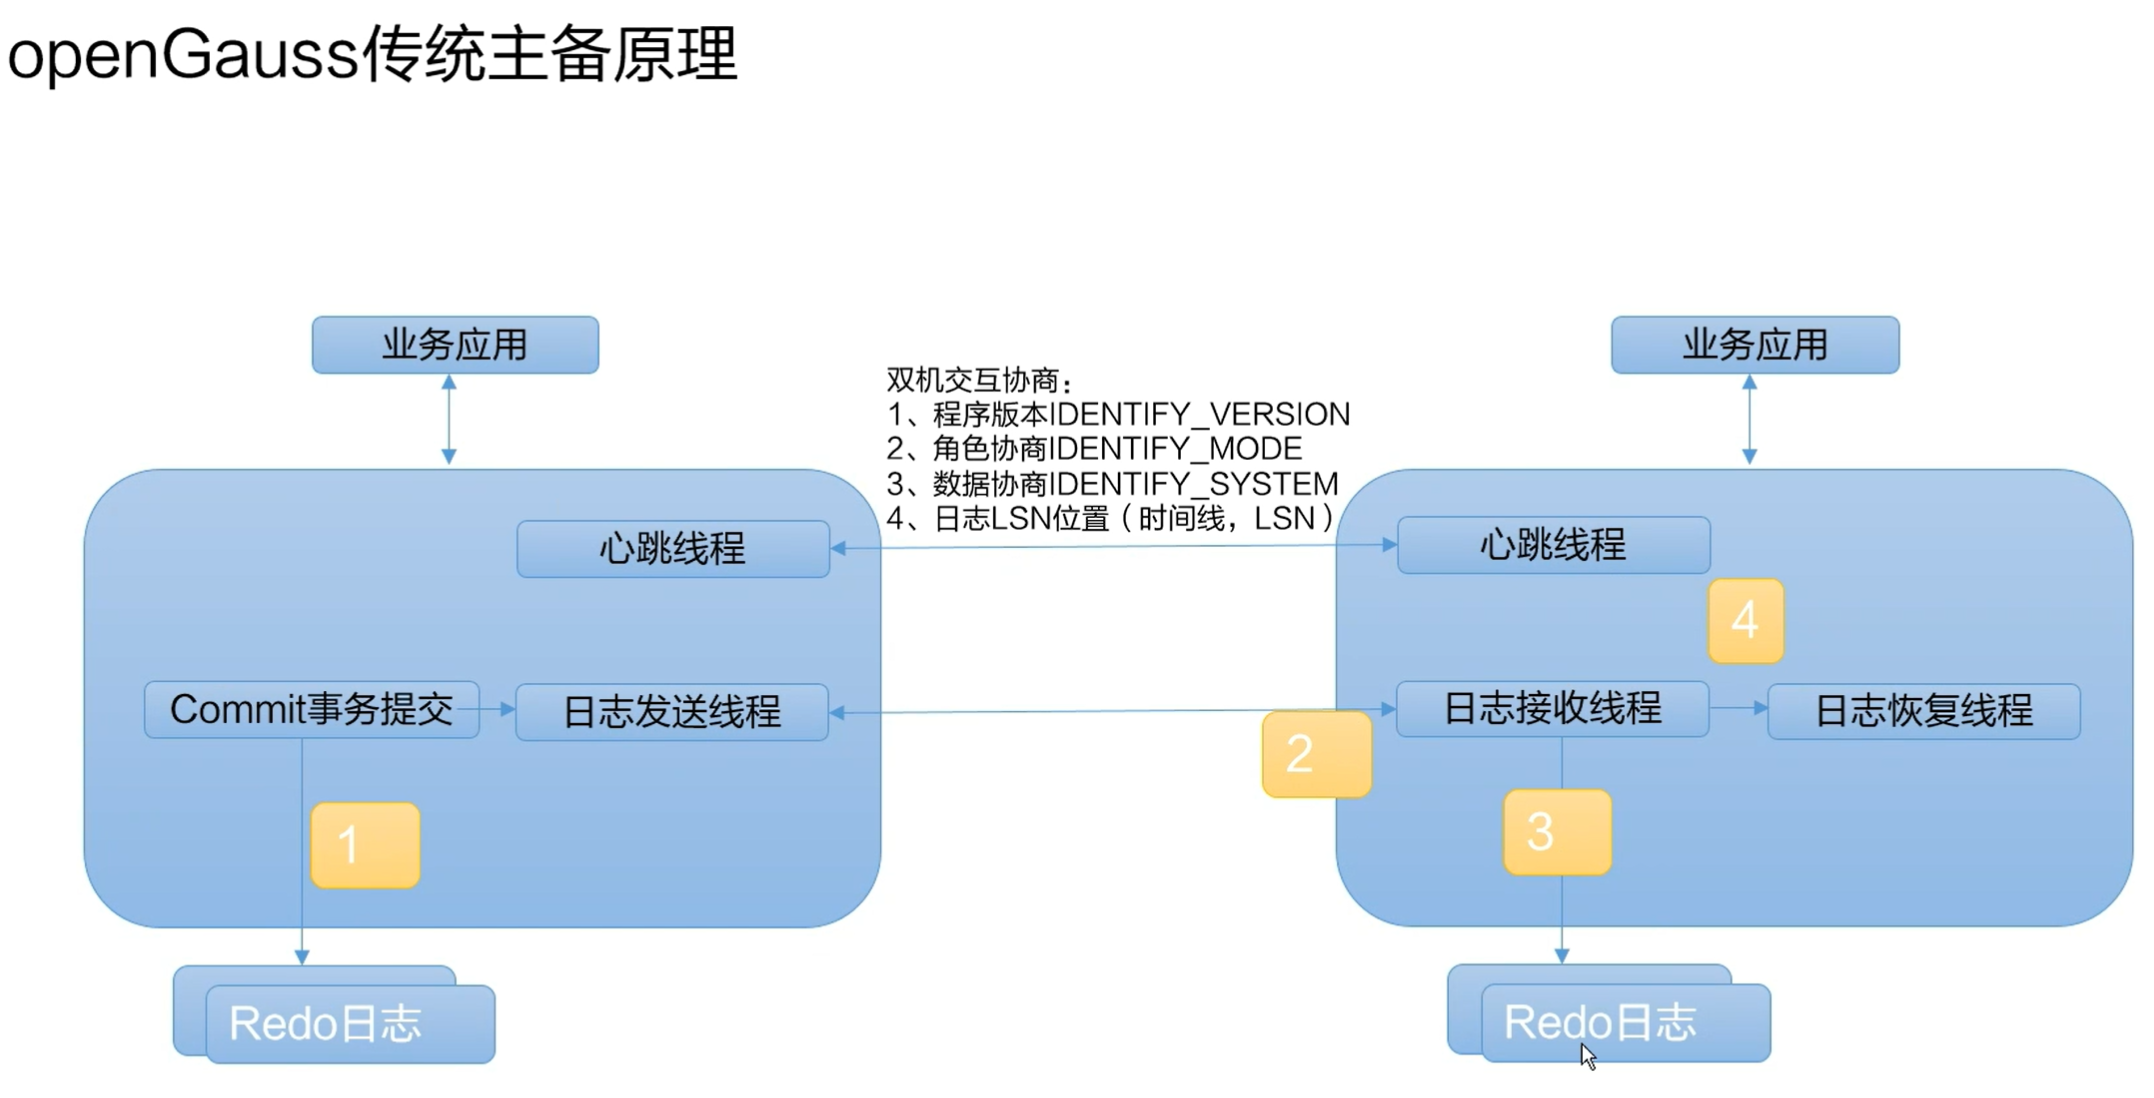 openGauss传统主备原理
业务应用
业务应用
双机交互协商：
1、程序版本IDENTIFY_VERSION
2、角色协商IDENTIFY_MODE
3、数据协商IDENTIFY_SYSTEM
4、日志LSN位置（时间线，LSN）
心跳线程
心跳线程
4
Commit事务提交
日志发送线程
日志接收线程
日志恢复线程
2
1
3
Redo日志
Redo日志